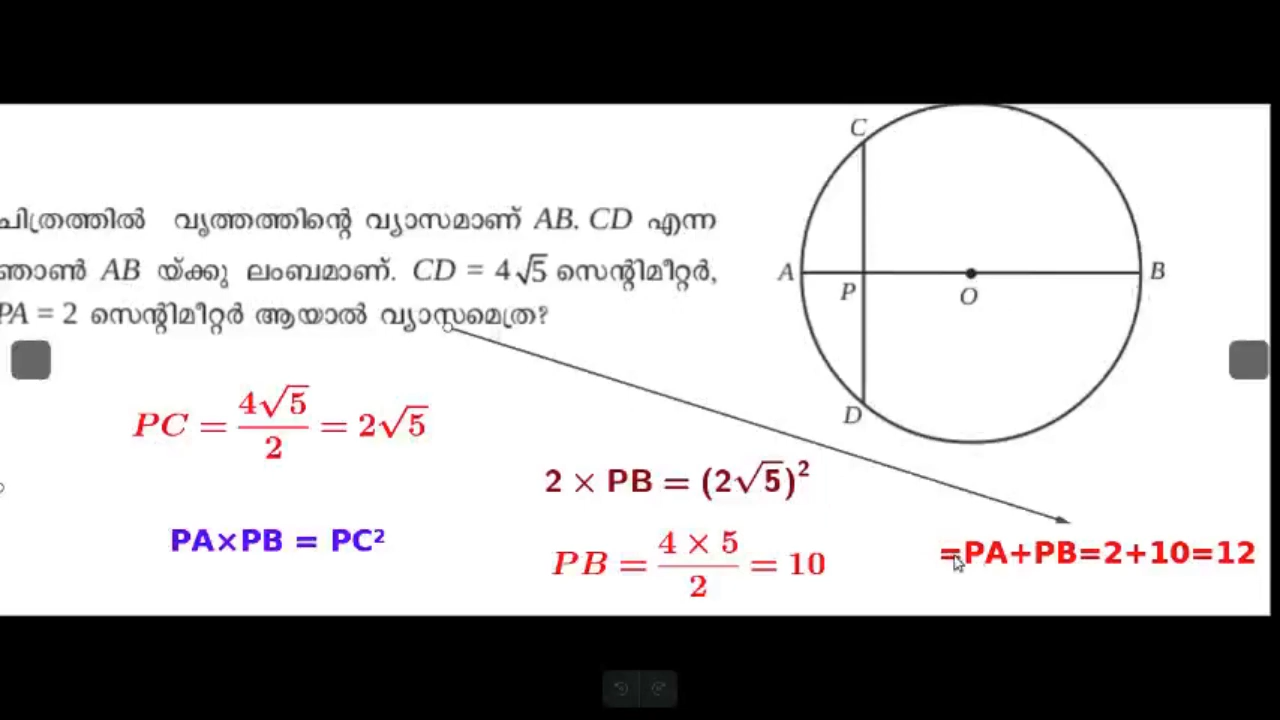 ചിത്രത്തിൽ വൃത്തത്തിന്റെ വ്യാസമാണ് AB. CD എന്ന
ഞാൺ AB യ്ക്കു ലംബമാണ്. CD = 4√5 സെന്റിമീറ്റർ,
PA = 2 സെന്റിമീറ്റർ ആയാൽ വ്യാസമെത്ര?
C
A
B
P
O
D
PC = 4√5/2 = 2√5
2 × PB = (2√5)²
PA×PB = PC²
PB = 4 × 5/2 = 10
=PA+PB=2+10=12